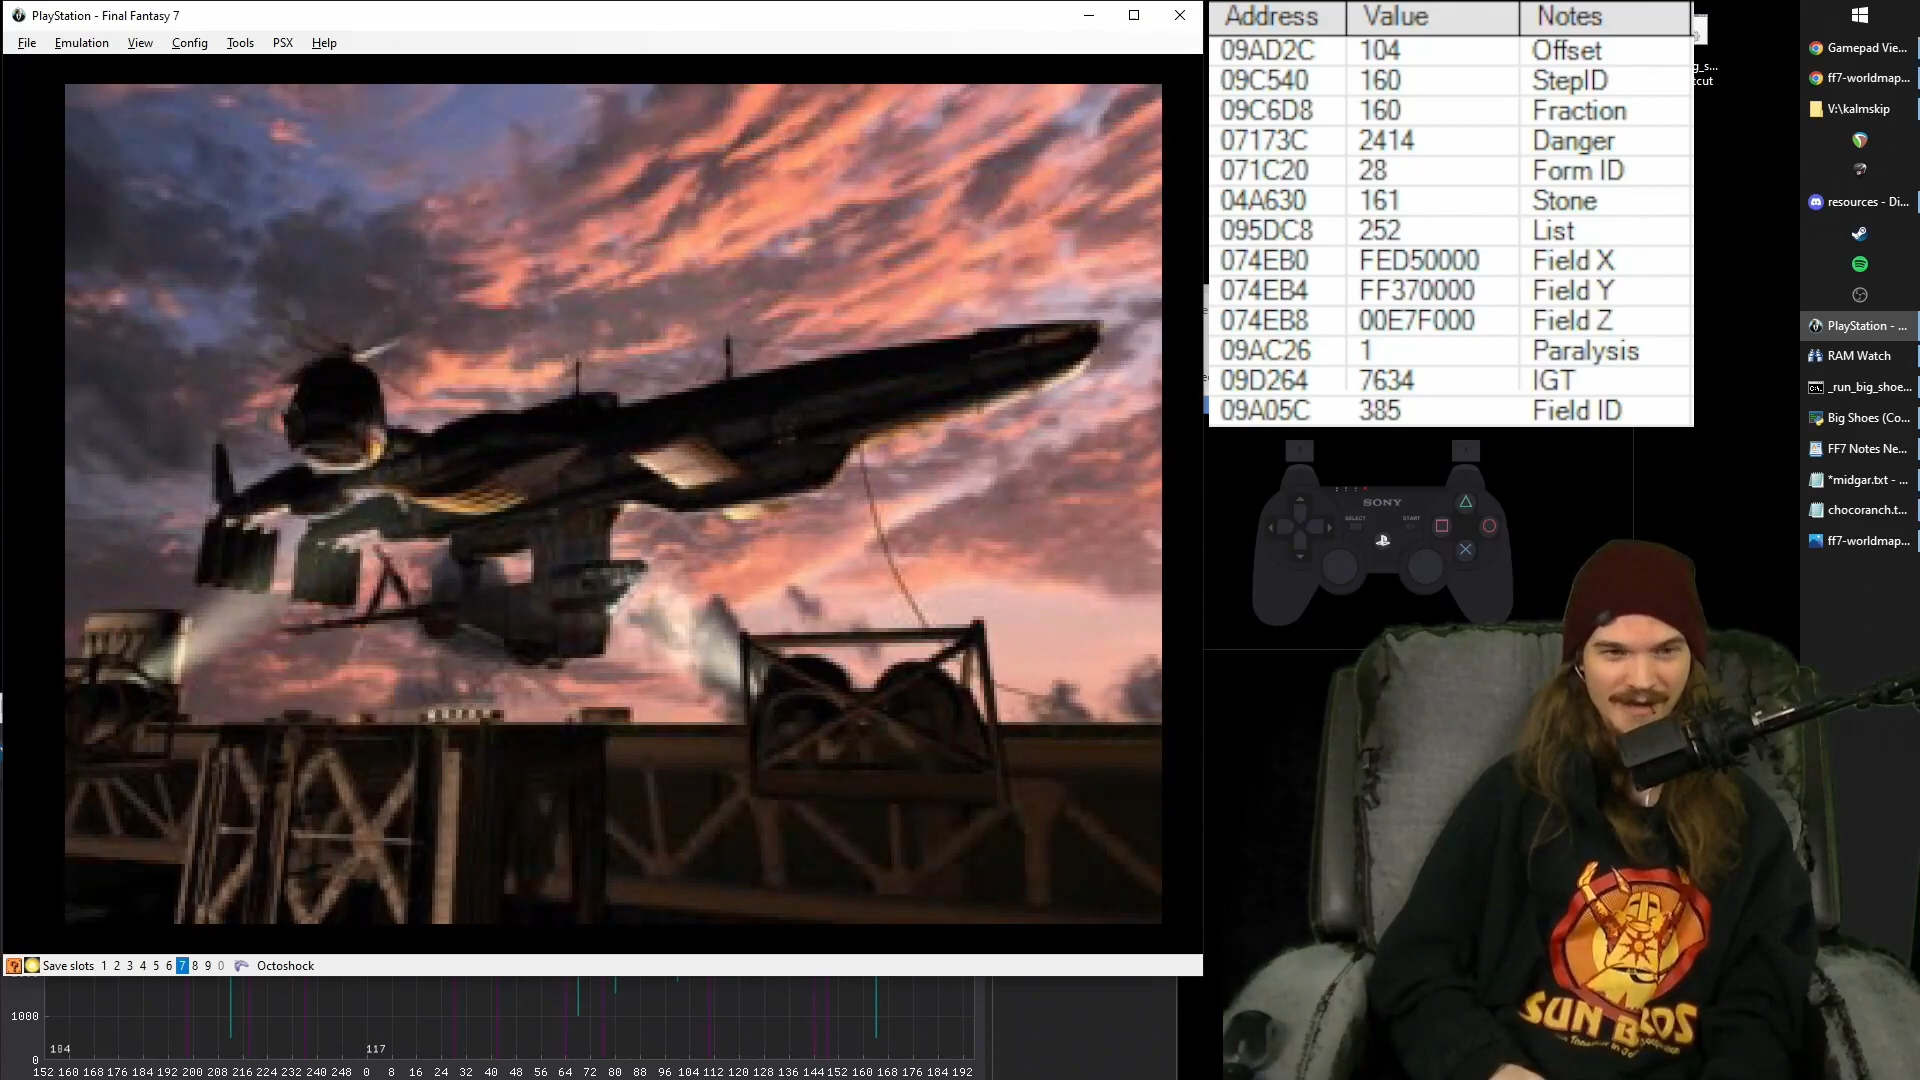 PlayStation - Final Fantasy 7
File Emulation View Config Tools PSX Help
Address Value Notes
09AD2C 104 Offset
09C540 160 StepID
09C6D8 160 Fraction
07173C 2414 Danger
071C20 28 Form ID
04A630 161 Stone
095DC8 252 List
074EB0 FED50000 Field X
074EB4 FF370000 Field Y
074EB8 00E7F000 Field Z
09AC26 1 Paralysis
09D264 7634 IGT
09A05C 385 Field ID
g_s...
cut
Gamepad Vie...
ff7-worldmap...
V:\kalmskip
resources - Di...
PlayStation - ...
RAM Watch
_run_big_shoe...
Big Shoes (Co...
FF7 Notes Ne...
*midgar.txt - ...
chocoranch.t...
ff7-worldmap...
SONY
SELECT START
SUN BROS
Save slots 1 2 3 4 5 6 7 8 9 0 Octoshock
1000
0
104 117
152 160 168 176 184 192 200 208 216 224 232 240 248 0 8 16 24 32 40 48 56 64 72 80 88 96 104 112 120 128 136 144 152 160 168 176 184 192